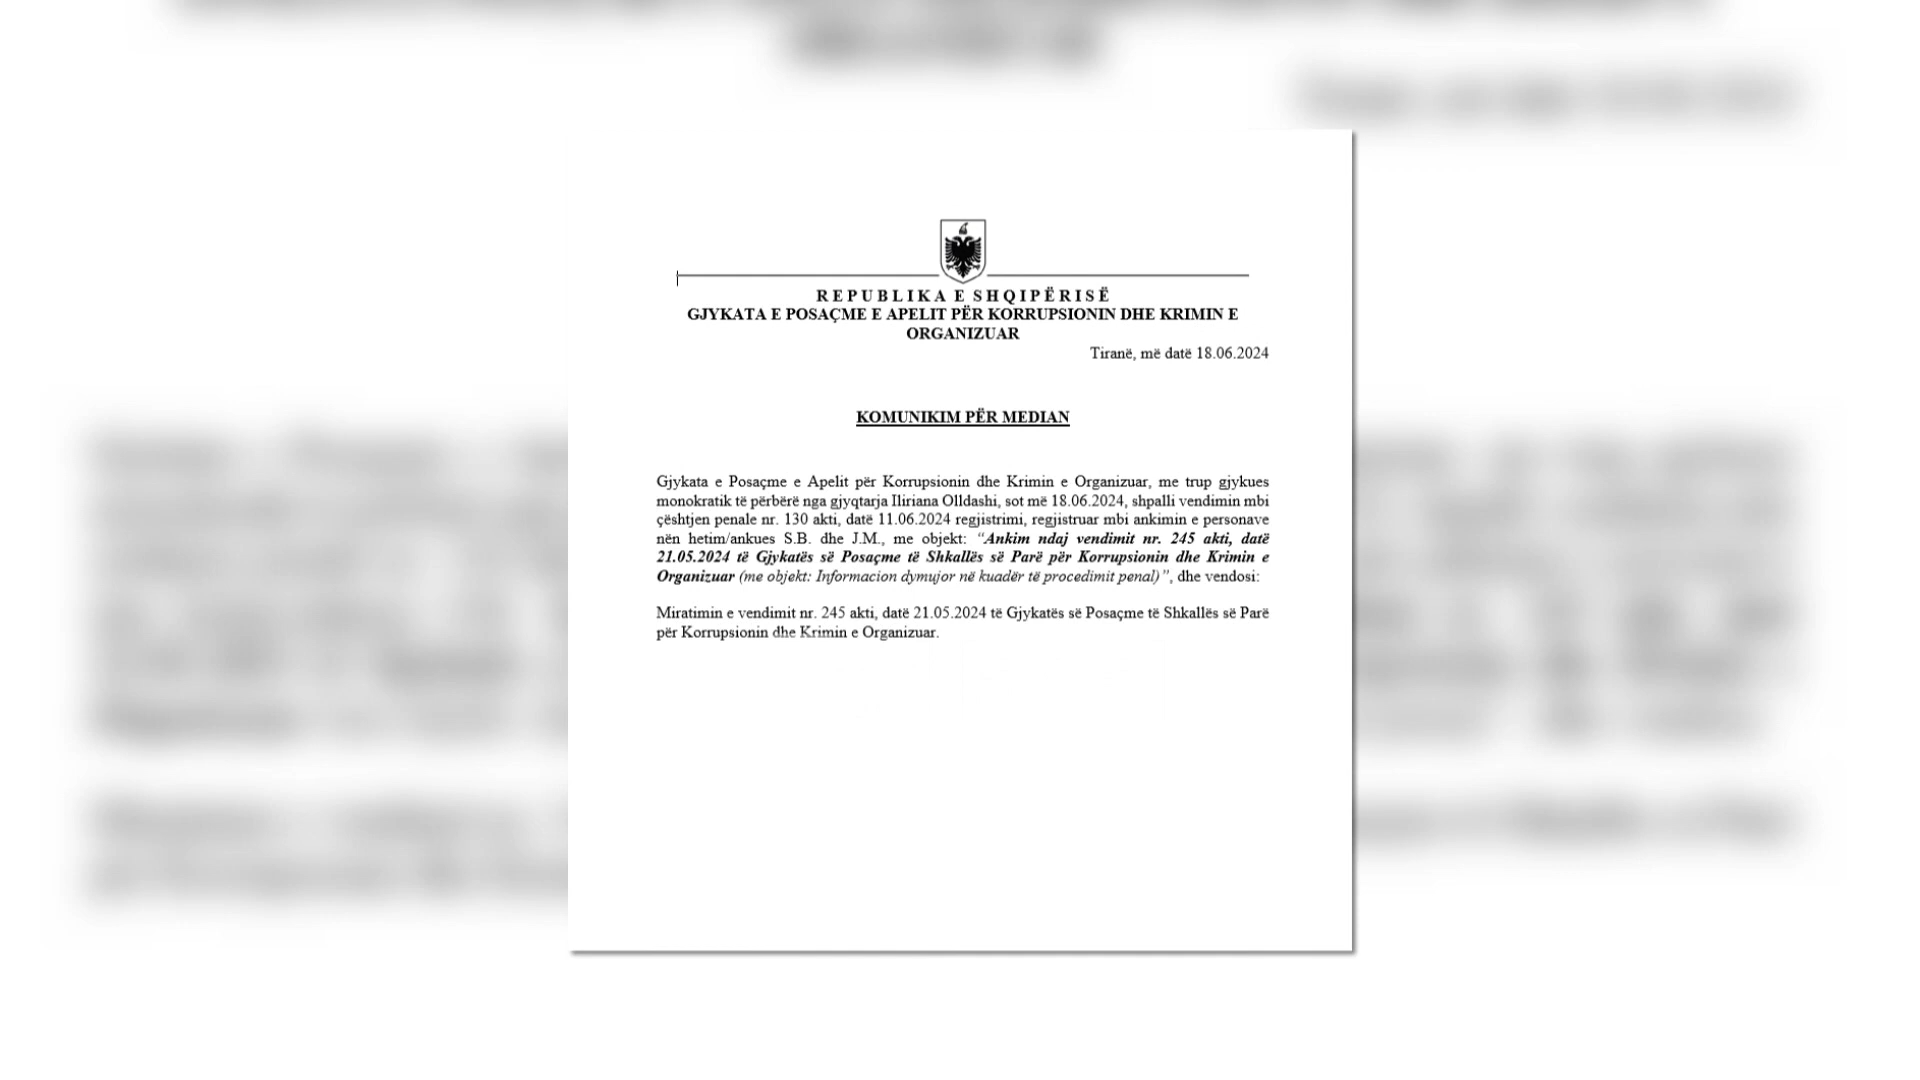 REPUBLIKA E SHQIPËRISË
GJYKATA E POSAÇME E APELIT PËR KORRUPSIONIN DHE KRIMIN E
ORGANIZUAR
Tiranë, më datë 18.06.2024
KOMUNIKIM PËR MEDIAN
Gjykata e Posaçme e Apelit për Korrupsionin dhe Krimin e Organizuar, me trup gjykues
monokratik të përbërë nga gjyqtarja Iliriana Olldashi, sot më 18.06.2024, shpalli vendimin mbi
çështjen penale nr. 130 akti, datë 11.06.2024 regjistrimi, regjistruar mbi ankimin e personave
nën hetim/ankues S.B. dhe J.M., me objekt: “Ankim ndaj vendimit nr. 245 akti, datë
21.05.2024 të Gjykatës së Posaçme të Shkallës së Parë për Korrupsionin dhe Krimin e
Organizuar (me objekt: Informacion dymujor në kuadër të procedimit penal)”, dhe vendosi:
Miratimin e vendimit nr. 245 akti, datë 21.05.2024 të Gjykatës së Posaçme të Shkallës së Parë
për Korrupsionin dhe Krimin e Organizuar.